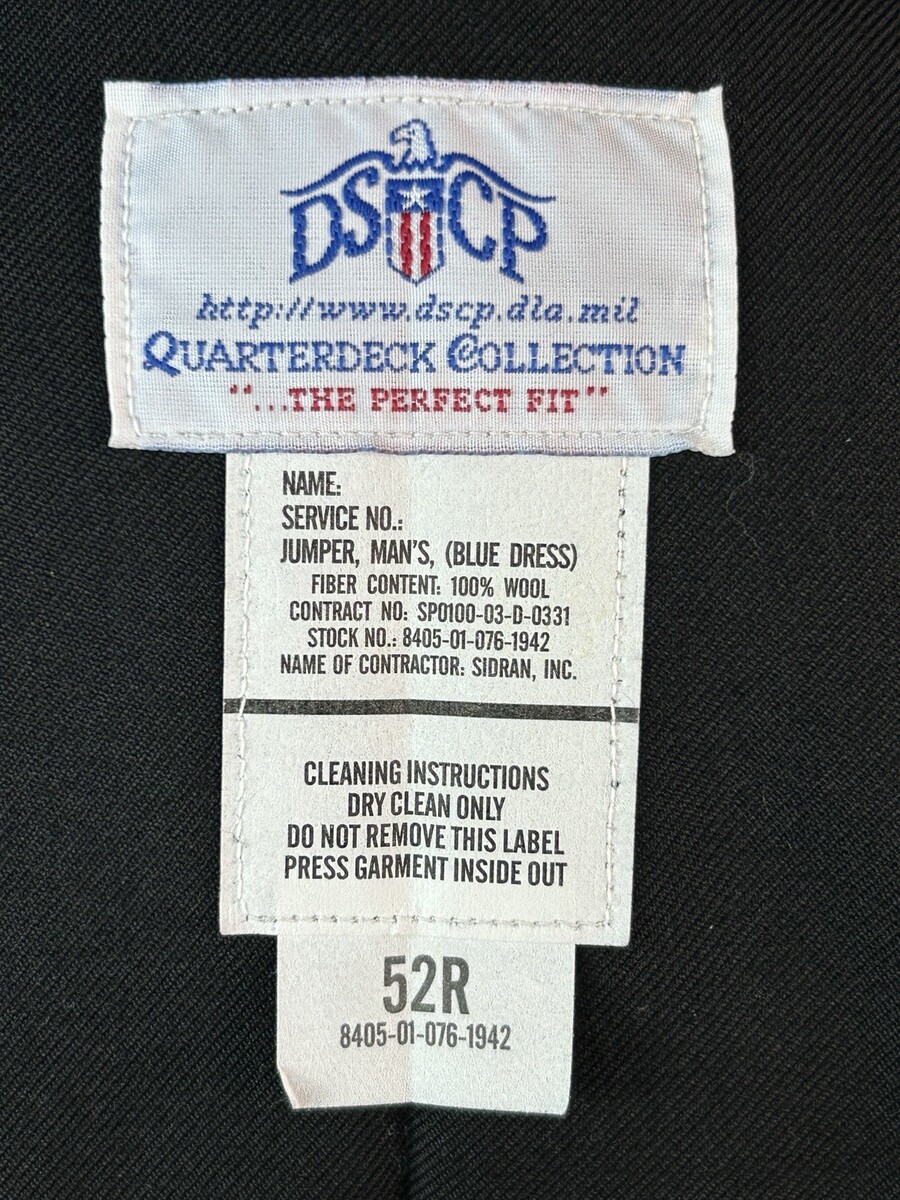 DSCP
http://www.dscp.dla.mil
QUARTERDECK COLLECTION
"...THE PERFECT FIT"
NAME:
SERVICE NO.:
JUMPER, MAN'S, (BLUE DRESS)
FIBER CONTENT: 100% WOOL
CONTRACT NO: SP0100-03-D-0331
STOCK NO.: 8405-01-076-1942
NAME OF CONTRACTOR: SIDRAN, INC.
CLEANING INSTRUCTIONS
DRY CLEAN ONLY
DO NOT REMOVE THIS LABEL
PRESS GARMENT INSIDE OUT
52R
8405-01-076-1942